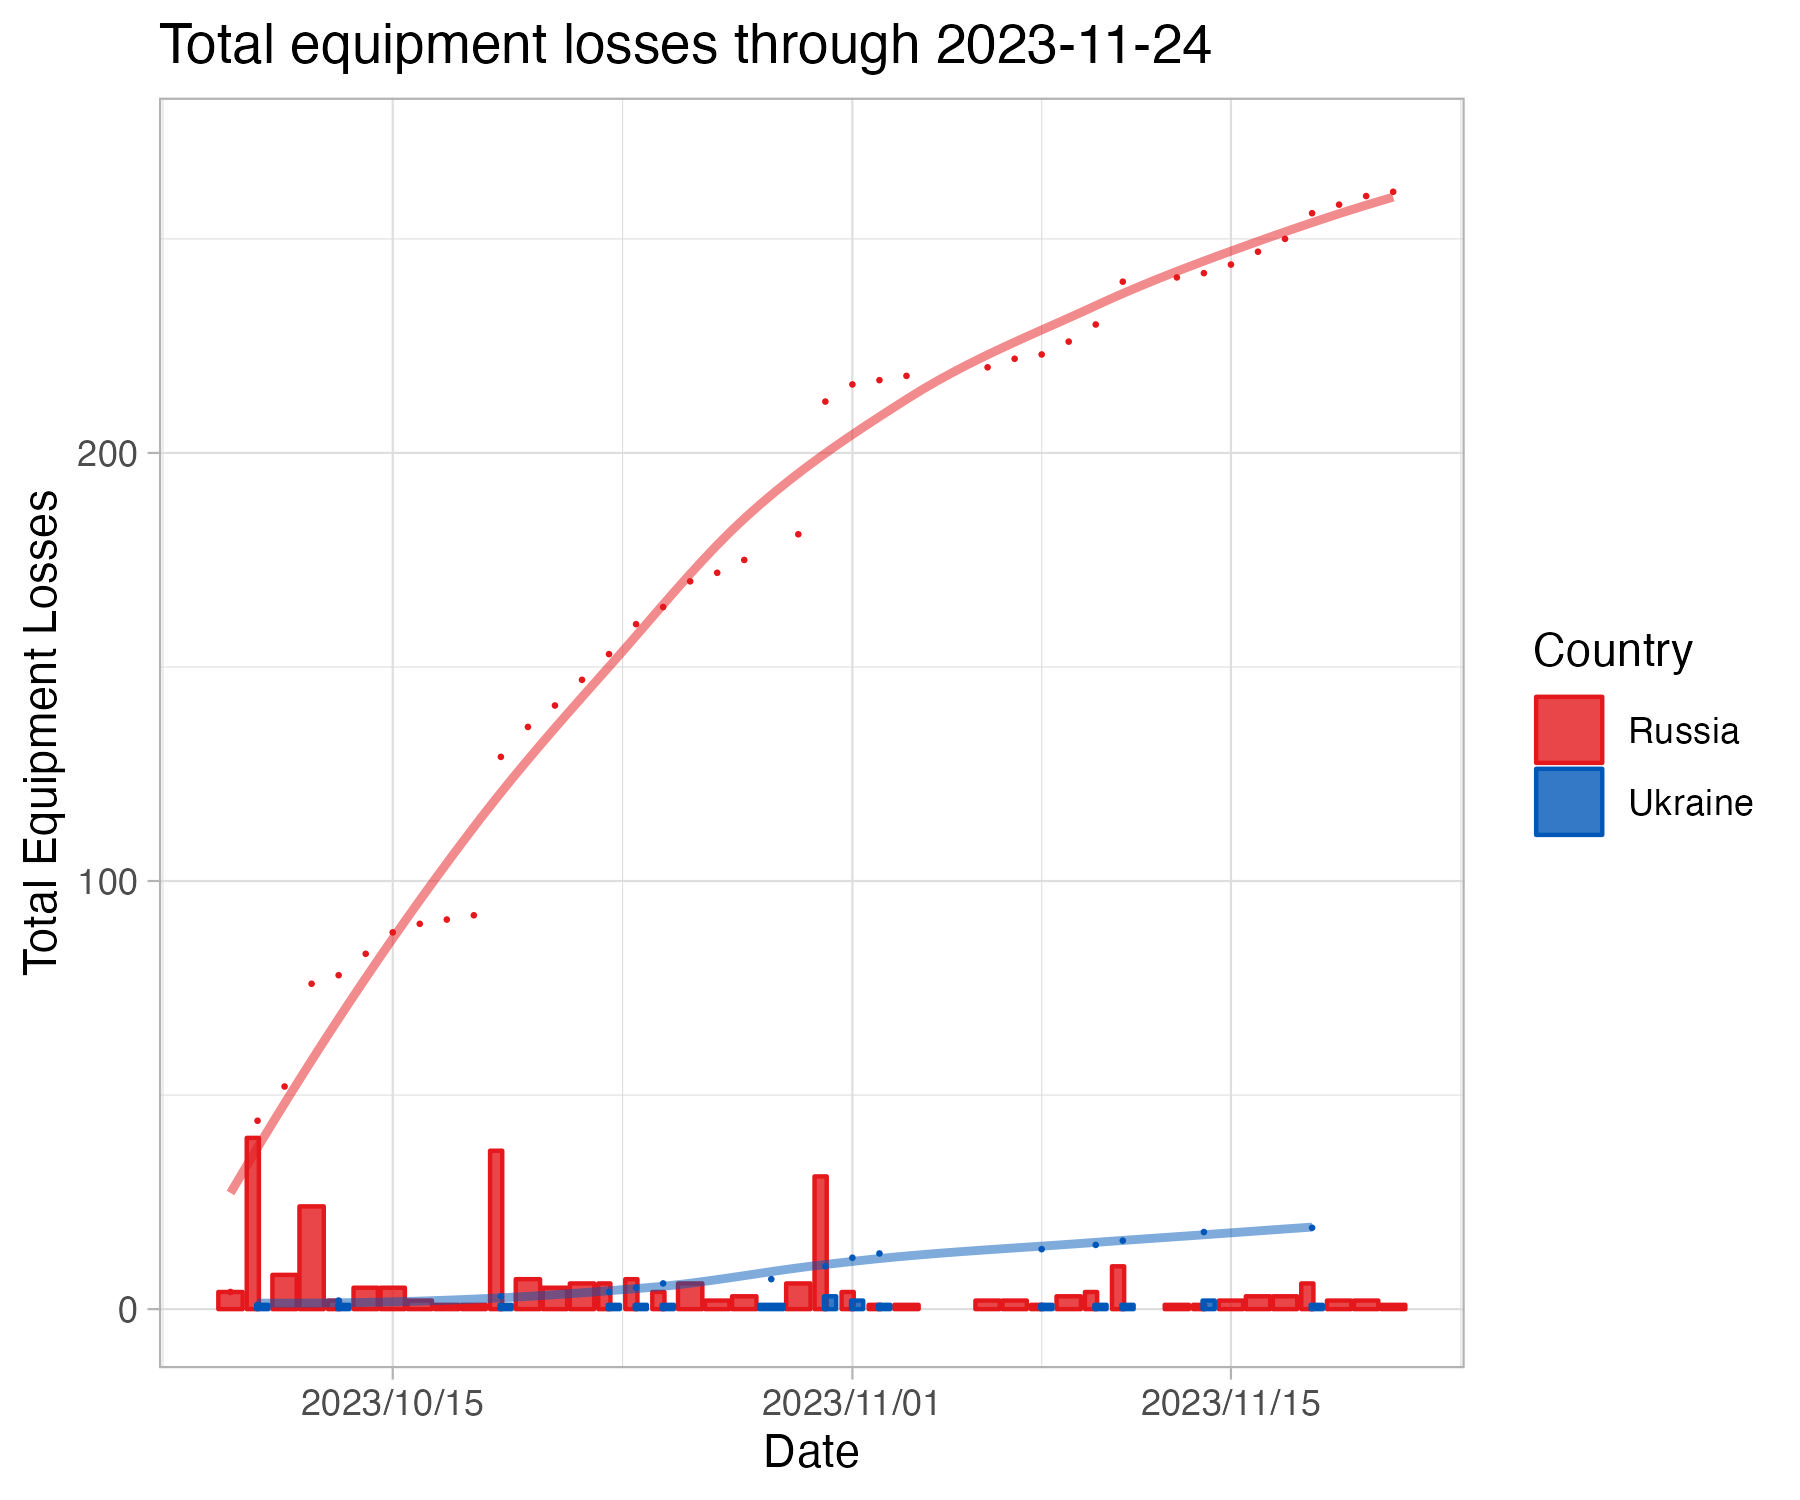 Total equipment losses through 2023-11-24
Total Equipment Losses
200
100
0
2023/10/15
2023/11/01
2023/11/15
Date
Country
Russia
Ukraine